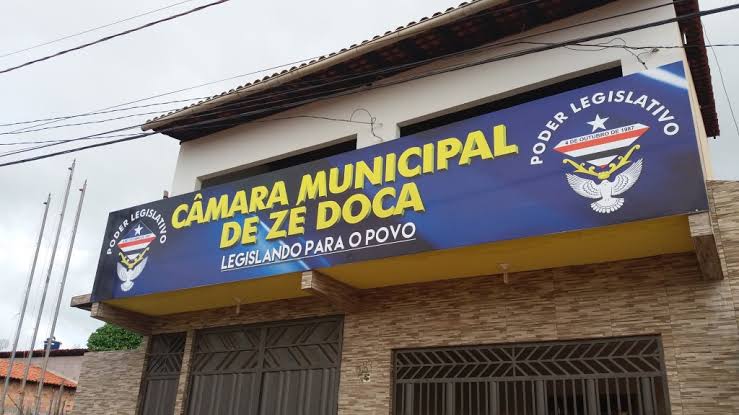 PODER LEGISLATIVO
CÂMARA MUNICIPAL
DE ZÉ DOCA
LEGISLANDO PARA O POVO
PODER LEGISLATIVO
4 DE OUTUBRO DE 1987